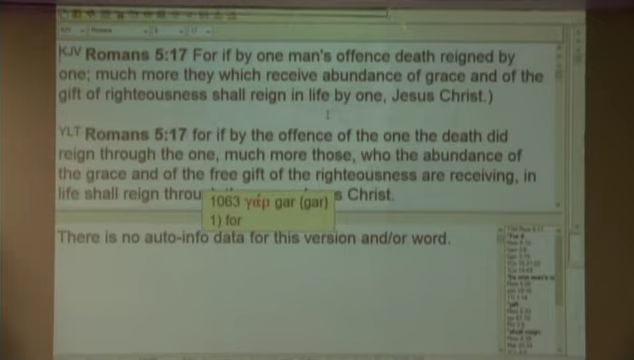 KJV Romans 5:17 For if by one man's offence death reigned by
one; much more they which receive abundance of grace and of the
gift of righteousness shall reign in life by one, Jesus Christ.)
YLT Romans 5:17 for if by the offence of the one the death did
reign through the one, much more those, who the abundance of
the grace and of the free gift of the righteousness are receiving, in
life shall reign s Christ.
1063 γάρ gar (gar)
1) for
There is no auto-info data for this version and/or word.